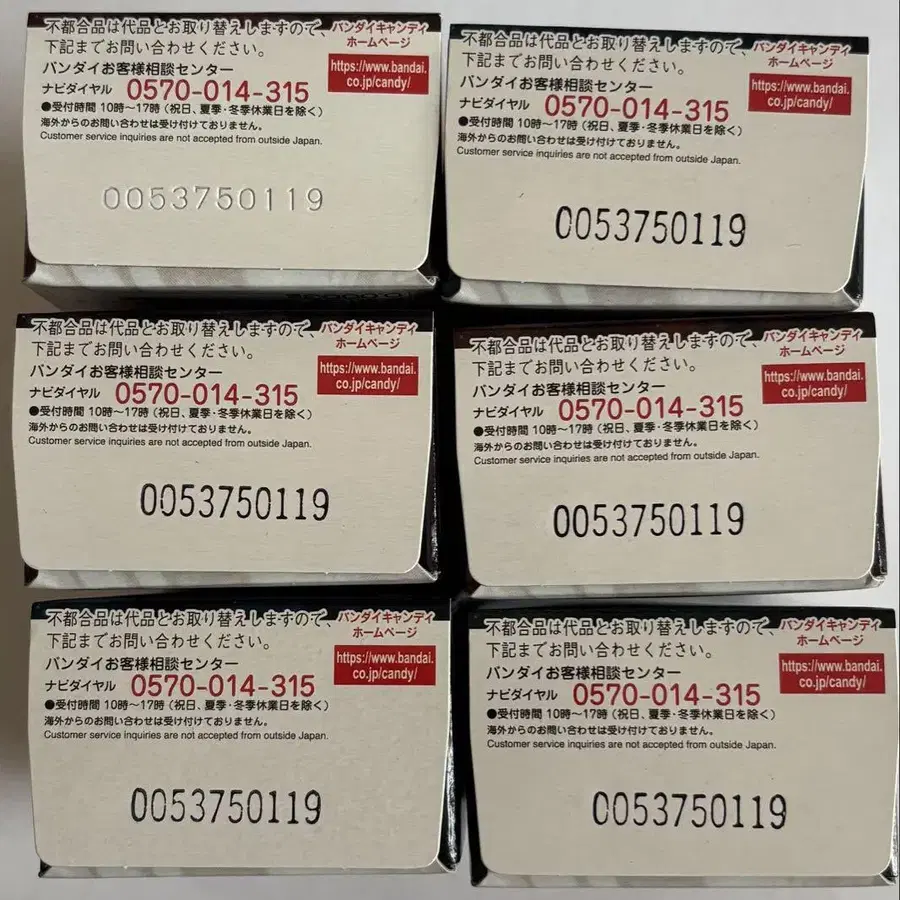 不都合品は代品とお取り替えしますので、
下記までお問い合わせください。
バンダイキャンディ
ホームページ
https://www.bandai.
co.jp/candy/
バンダイお客様相談センター
ナビダイヤル 0570-014-315
●受付時間 10時〜17時 (祝日、夏季・冬季休業日を除く)
海外からのお問い合わせは受け付けておりません。
Customer service inquiries are not accepted from outside Japan.
0053750119
不都合品は代品とお取り替えしますので、
下記までお問い合わせください。
バンダイキャンディ
ホームページ
https://www.bandai.
co.jp/candy/
バンダイお客様相談センター
ナビダイヤル 0570-014-315
●受付時間 10時〜17時 (祝日、夏季・冬季休業日を除く)
海外からのお問い合わせは受け付けておりません。
Customer service inquiries are not accepted from outside Japan.
0053750119
不都合品は代品とお取り替えしますので、
下記までお問い合わせください。
バンダイキャンディ
ホームページ
https://www.bandai.
co.jp/candy/
バンダイお客様相談センター
ナビダイヤル 0570-014-315
●受付時間 10時〜17時 (祝日、夏季・冬季休業日を除く)
海外からのお問い合わせは受け付けておりません。
Customer service inquiries are not accepted from outside Japan.
0053750119
不都合品は代品とお取り替えしますので、
下記までお問い合わせください。
バンダイキャンディ
ホームページ
https://www.bandai.
co.jp/candy/
バンダイお客様相談センター
ナビダイヤル 0570-014-315
●受付時間 10時〜17時 (祝日、夏季・冬季休業日を除く)
海外からのお問い合わせは受け付けておりません。
Customer service inquiries are not accepted from outside Japan.
0053750119
不都合品は代品とお取り替えしますので、
下記までお問い合わせください。
バンダイキャンディ
ホームページ
https://www.bandai.
co.jp/candy/
バンダイお客様相談センター
ナビダイヤル 0570-014-315
●受付時間 10時〜17時 (祝日、夏季・冬季休業日を除く)
海外からのお問い合わせは受け付けておりません。
Customer service inquiries are not accepted from outside Japan.
0053750119
不都合品は代品とお取り替えしますので、
下記までお問い合わせください。
バンダイキャンディ
ホームページ
https://www.bandai.
co.jp/candy/
バンダイお客様相談センター
ナビダイヤル 0570-014-315
●受付時間 10時〜17時 (祝日、夏季・冬季休業日を除く)
海外からのお問い合わせは受け付けておりません。
Customer service inquiries are not accepted from outside Japan.
0053750119